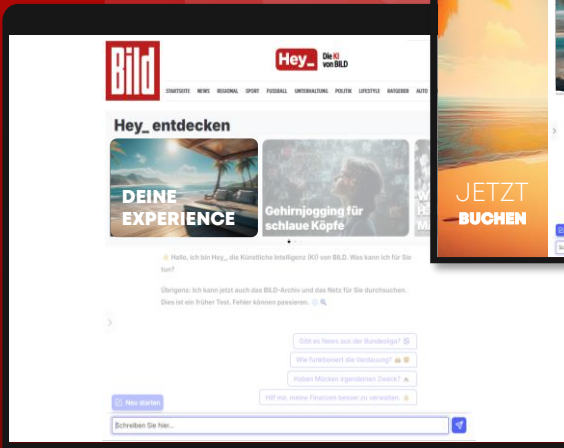 Bild
Hey_ Die KI
von BILD
STARTSEITE NEWS REGIONAL SPORT FUSSBALL UNTERHALTUNG POLITIK LIFESTYLE RATGEBER AUTO
Hey_ entdecken
DEINE
EXPERIENCE
Gehirnjogging für
schlaue Köpfe
Hallo, ich bin Hey_, die Künstliche Intelligenz (KI) von BILD. Was kann ich für Sie
tun?
Übrigens: Ich kann jetzt auch das BILD-Archiv und das Netz für Sie durchsuchen.
Dies ist ein früher Test. Fehler können passieren.
Gibt es News aus der Bundesliga?
Wie funktioniert die Verdauung?
Haben Mücken irgendeinen Zweck?
Hilf mir, meine Finanzen besser zu verwalten.
Neu starten
Schreiben Sie hier...
JETZT
BUCHEN